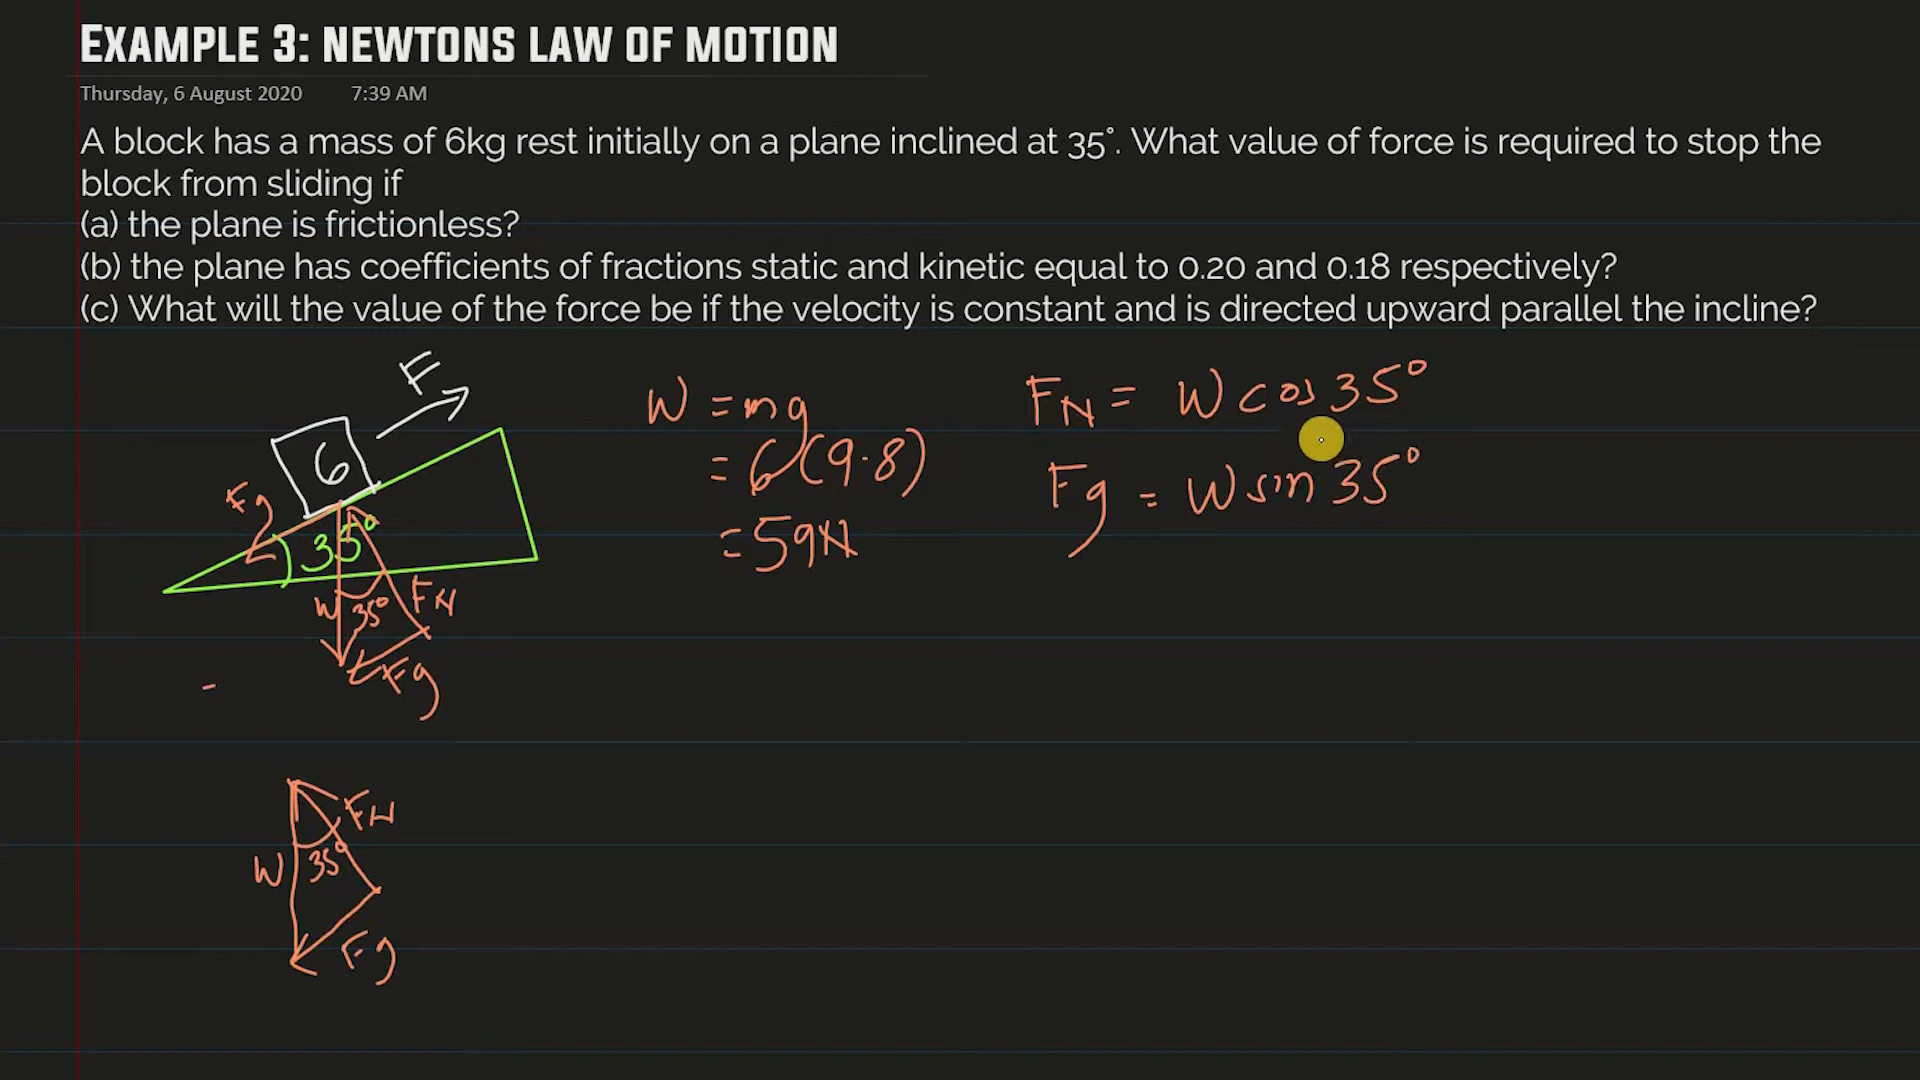 EXAMPLE 3: NEWTONS LAW OF MOTION
Thursday, 6 August 2020 7:39 AM
A block has a mass of 6kg rest initially on a plane inclined at 35°. What value of force is required to stop the
block from sliding if
(a) the plane is frictionless?
(b) the plane has coefficients of fractions static and kinetic equal to 0.20 and 0.18 respectively?
(c) What will the value of the force be if the velocity is constant and is directed upward parallel the incline?
F
6
Fg
35°
W
35°
FN
Fg
W = mg
= 6(9.8)
= 59N
FN = W cos 35°
Fg = W sin 35°
FN
W
35°
Fg